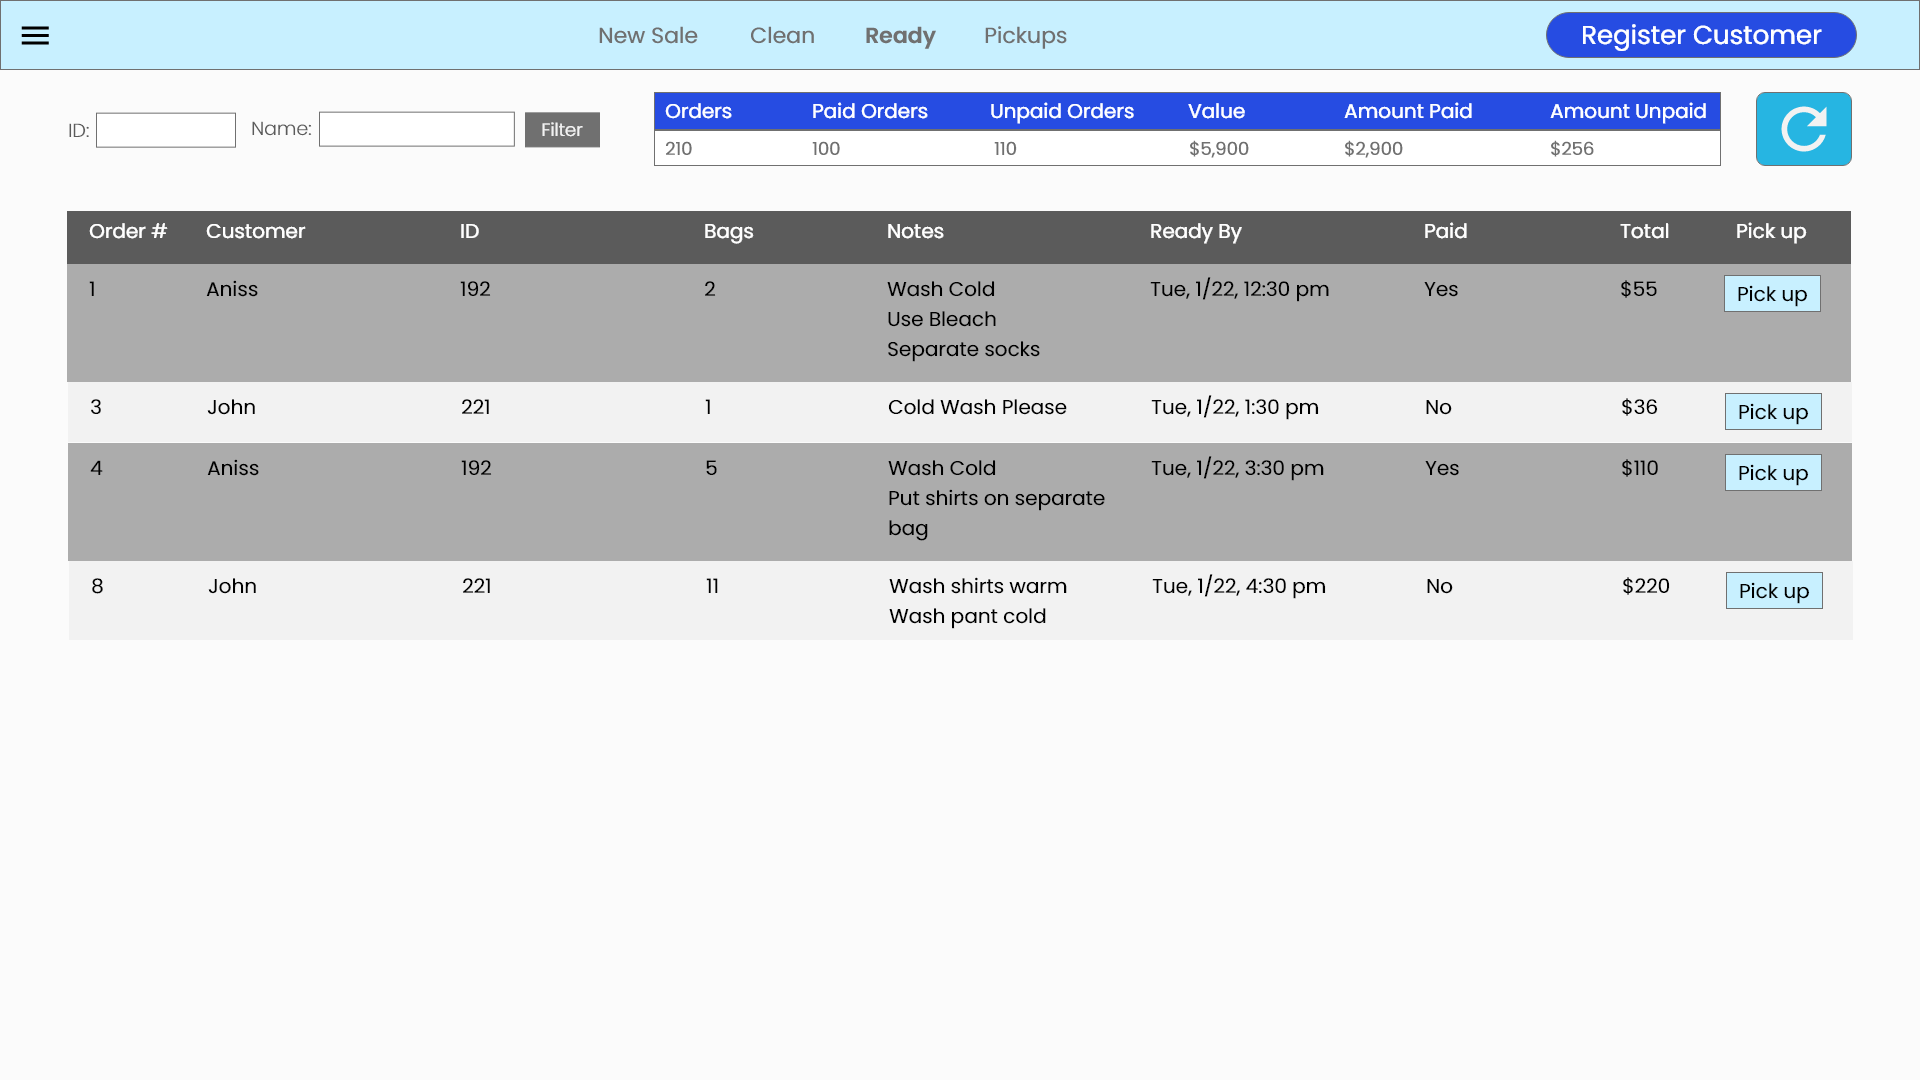 New Sale Clean Ready Pickups Register Customer
ID: Name: Filter
Orders Paid Orders Unpaid Orders Value Amount Paid Amount Unpaid
210 100 110 $5,900 $2,900 $256
Order # Customer ID Bags Notes Ready By Paid Total Pick up
1 Aniss 192 2 Wash Cold Tue, 1/22, 12:30 pm Yes $55 Pick up
Use Bleach
Separate socks
3 John 221 1 Cold Wash Please Tue, 1/22, 1:30 pm No $36 Pick up
4 Aniss 192 5 Wash Cold Tue, 1/22, 3:30 pm Yes $110 Pick up
Put shirts on separate
bag
8 John 221 11 Wash shirts warm Tue, 1/22, 4:30 pm No $220 Pick up
Wash pant cold